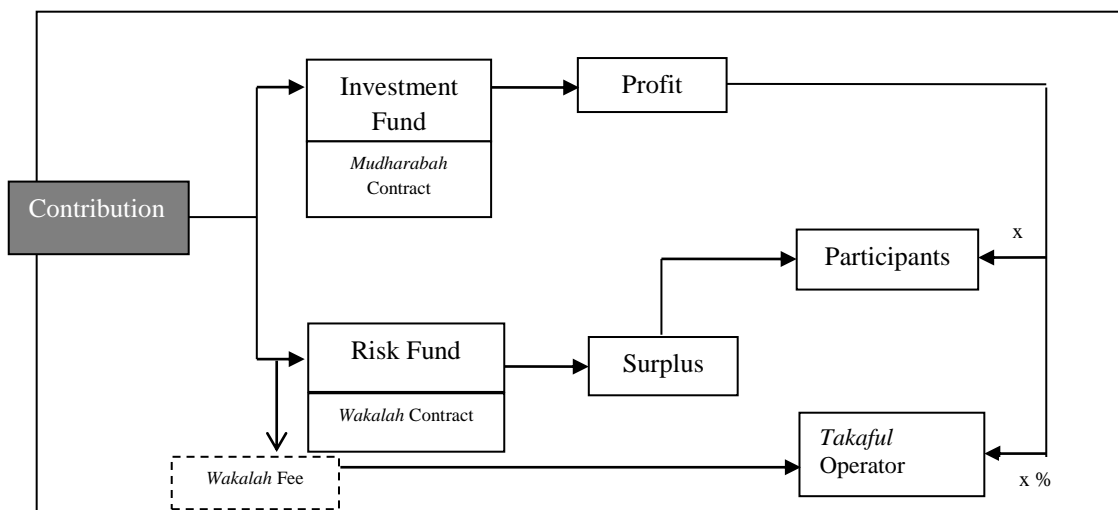 Investment
Fund
Mudharabah
Contract
Profit
Contribution
x
Participants
Risk Fund
Wakalah Contract
Surplus
Takaful
Operator
x %
Wakalah Fee